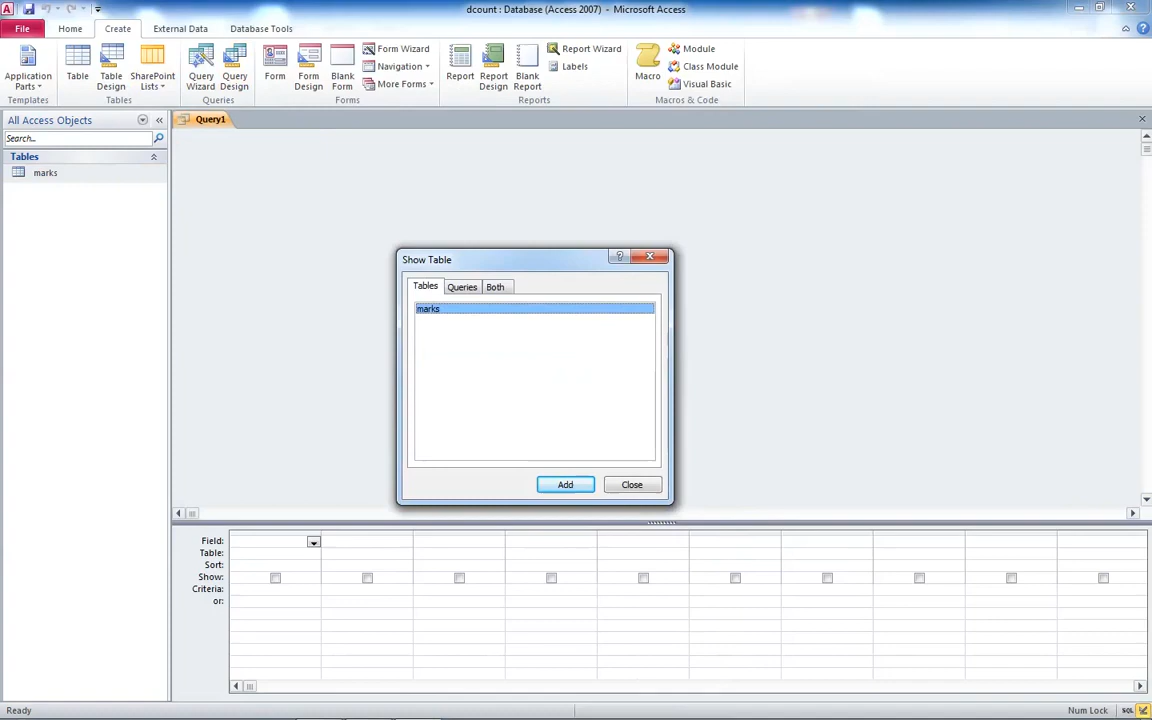 dcount : Database (Access 2007) - Microsoft Access
File Home Create External Data Database Tools
Application Parts Table Table Design SharePoint Lists Query Wizard Query Design Form Form Design Blank Form Form Wizard Navigation More Forms Report Report Design Blank Report Report Wizard Labels Macro Module Class Module Visual Basic
Templates Tables Queries Forms Reports Macros & Code
All Access Objects
Query1
Search...
Tables
marks
Show Table
Tables Queries Both
marks
Add Close
Field:
Table:
Sort:
Show:
Criteria:
or:
Ready
Num Lock
SQL